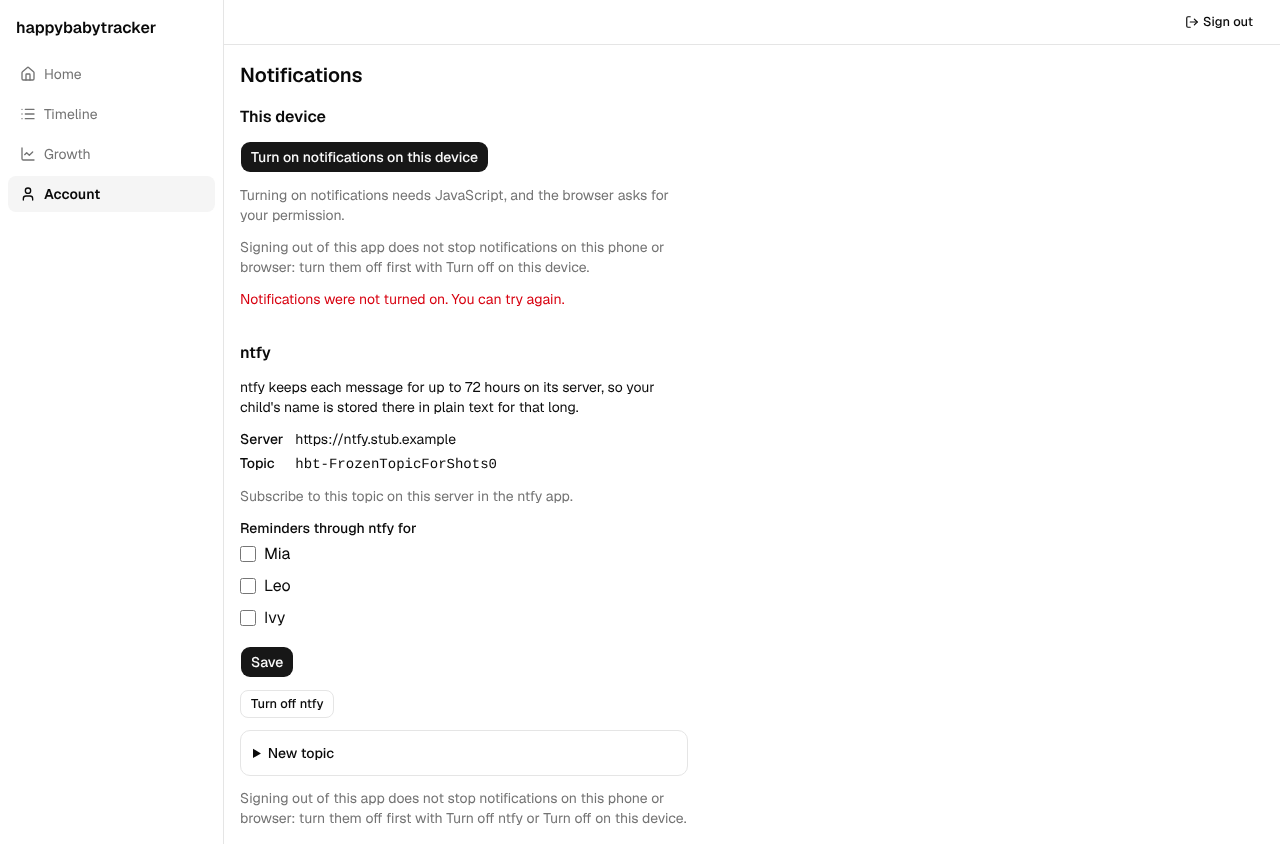 happybabytracker
Sign out
Home
Timeline
Growth
Account
Notifications
This device
Turn on notifications on this device
Turning on notifications needs JavaScript, and the browser asks for
your permission.
Signing out of this app does not stop notifications on this phone or
browser: turn them off first with Turn off on this device.
Notifications were not turned on. You can try again.
ntfy
ntfy keeps each message for up to 72 hours on its server, so your
child's name is stored there in plain text for that long.
Server https://ntfy.stub.example
Topic hbt-FrozenTopicForShots0
Subscribe to this topic on this server in the ntfy app.
Reminders through ntfy for
Mia
Leo
Ivy
Save
Turn off ntfy
New topic
Signing out of this app does not stop notifications on this phone or
browser: turn them off first with Turn off ntfy or Turn off on this device.